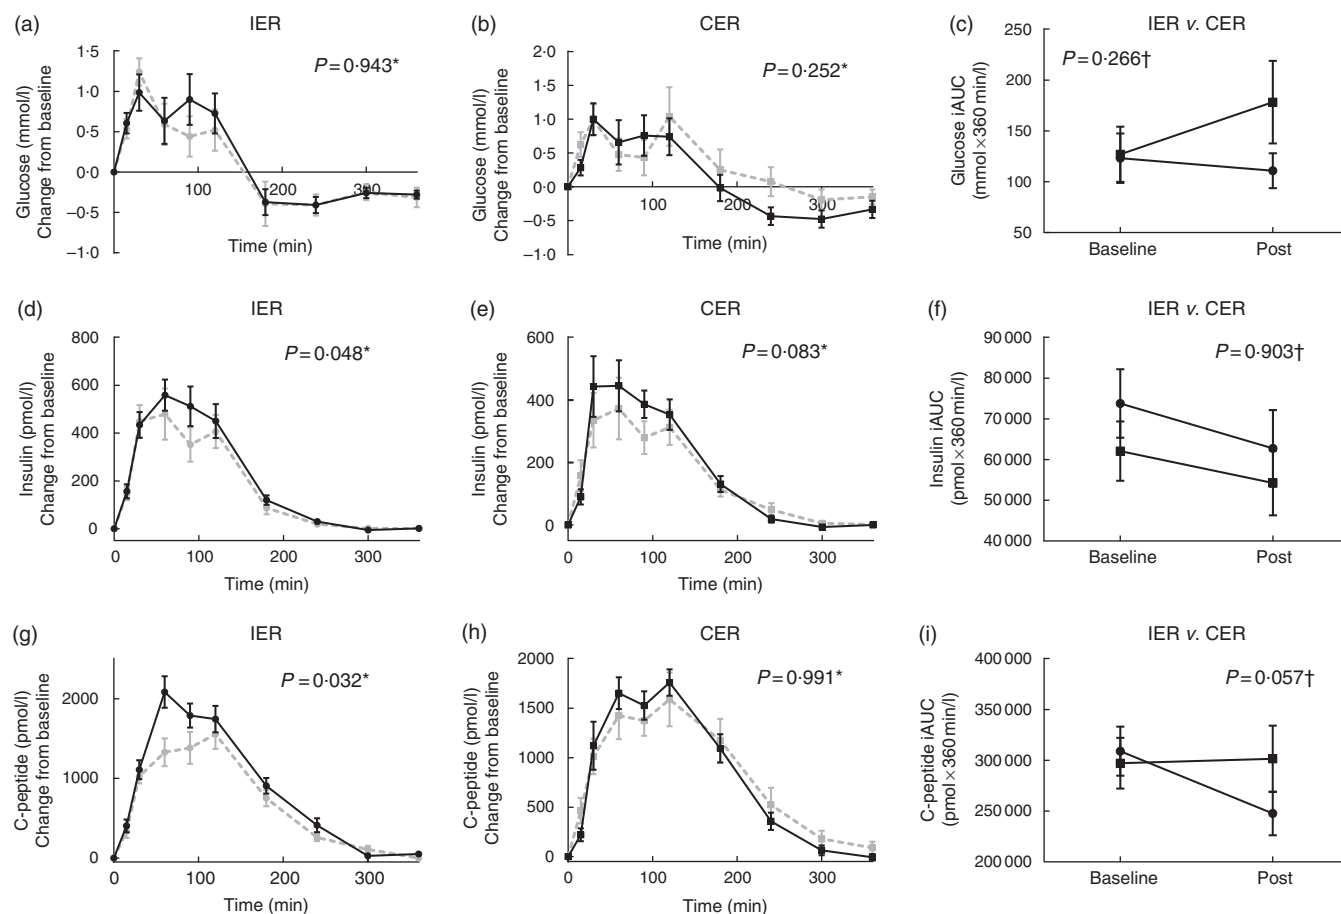 (a) IER
Glucose (mmol/l)
Change from baseline
1·5
1·0
0·5
0·0
–0·5
–1·0
P = 0·943*
100
200
300
Time (min)
(b) CER
Glucose (mmol/l)
Change from baseline
2·0
1·5
1·0
0·5
0·0
–0·5
–1·0
P = 0·252*
100
200
300
Time (min)
(c) IER v. CER
Glucose iAUC
(mmol × 360 min/l)
250
200
150
100
50
P = 0·266†
Baseline Post
(d) IER
Insulin (pmol/l)
Change from baseline
800
600
400
200
0
P = 0·048*
0 100 200 300
Time (min)
(e) CER
Insulin (pmol/l)
Change from baseline
600
400
200
0
P = 0·083*
0 100 200 300
Time (min)
(f) IER v. CER
Insulin iAUC
(pmol × 360 min/l)
90 000
80 000
70 000
60 000
50 000
40 000
P = 0·903†
Baseline Post
(g) IER
C-peptide (pmol/l)
Change from baseline
2000
1000
0
P = 0·032*
0 100 200 300
Time (min)
(h) CER
C-peptide (pmol/l)
Change from baseline
2000
1500
1000
500
0
P = 0·991*
0 100 200 300
Time (min)
(i) IER v. CER
C-peptide iAUC
(pmol × 360 min/l)
400 000
350 000
300 000
250 000
200 000
P = 0·057†
Baseline Post